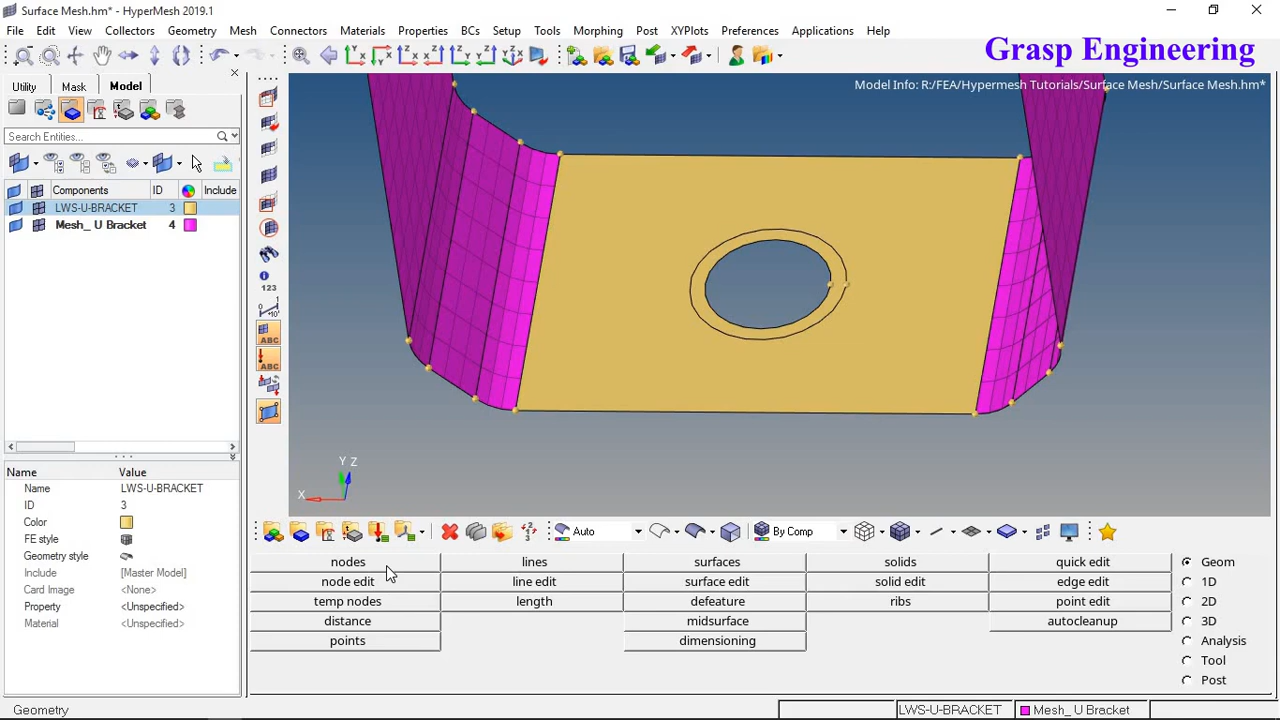 Surface Mesh.hm* - HyperMesh 2019.1
File Edit View Collectors Geometry Mesh Connectors Materials Properties BCs Setup Tools Morphing Post XYPlots Preferences Applications Help
Grasp Engineering
Utility Mask Model
Model Info: R:/FEA/Hypermesh Tutorials/Surface Mesh/Surface Mesh.hm*
Search Entities...
Components ID Include
LWS-U-BRACKET 3
Mesh_ U Bracket 4
123
ABC
ABC
Name Value
Name LWS-U-BRACKET
ID 3
Color
FE style
Geometry style
Include [Master Model]
Card Image <None>
Property <Unspecified>
Material <Unspecified>
Y Z
X
Auto By Comp
nodes lines surfaces solids quick edit Geom
node edit line edit surface edit solid edit edge edit 1D
temp nodes length defeature ribs point edit 2D
distance midsurface autocleanup 3D
points dimensioning Analysis
Tool
Post
Geometry LWS-U-BRACKET Mesh_ U Bracket